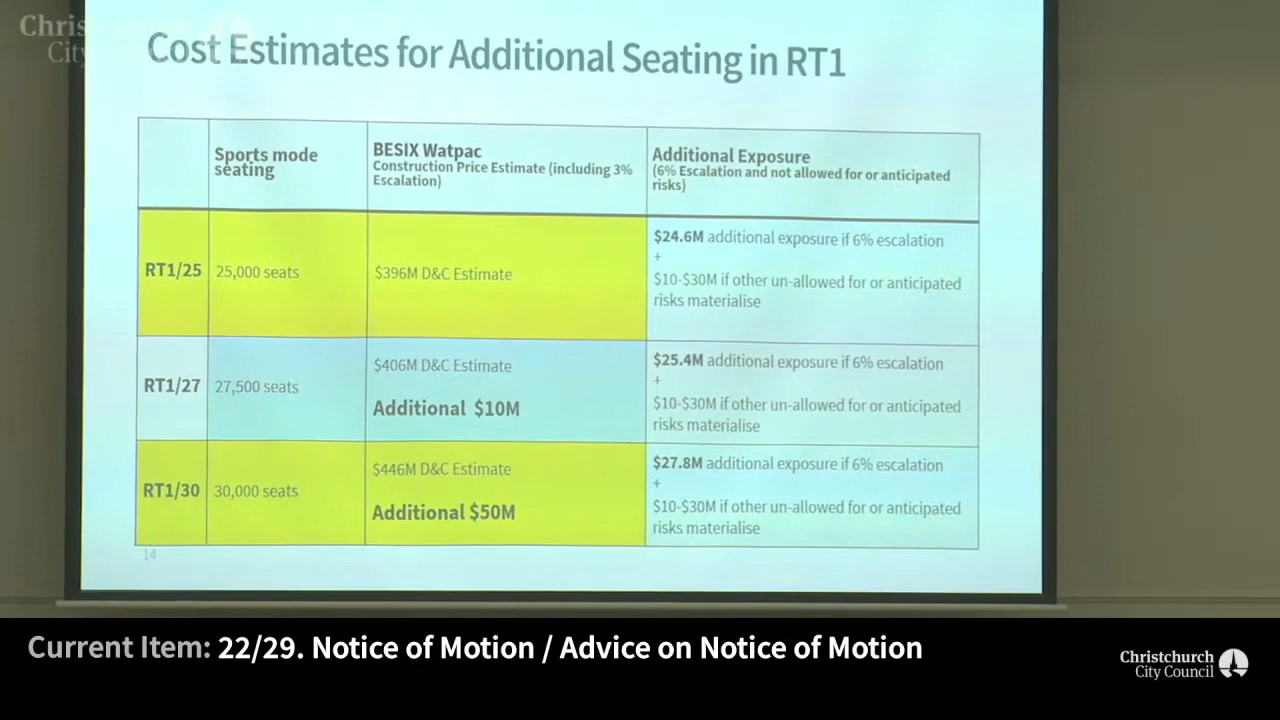 Christchurch
City
Cost Estimates for Additional Seating in RT1
Sports mode
seating
BESIX Watpac
Construction Price Estimate (including 3%
Escalation)
Additional Exposure
(6% Escalation and not allowed for or anticipated
risks)
RT1/25
25,000 seats
$396M D&C Estimate
$24.6M additional exposure if 6% escalation
+
$10-$30M if other un-allowed for or anticipated
risks materialise
RT1/27
27,500 seats
$406M D&C Estimate
Additional $10M
$25.4M additional exposure if 6% escalation
+
$10-$30M if other un-allowed for or anticipated
risks materialise
RT1/30
30,000 seats
$446M D&C Estimate
Additional $50M
$27.8M additional exposure if 6% escalation
+
$10-$30M if other un-allowed for or anticipated
risks materialise
14
Current Item: 22/29. Notice of Motion / Advice on Notice of Motion
Christchurch
City Council